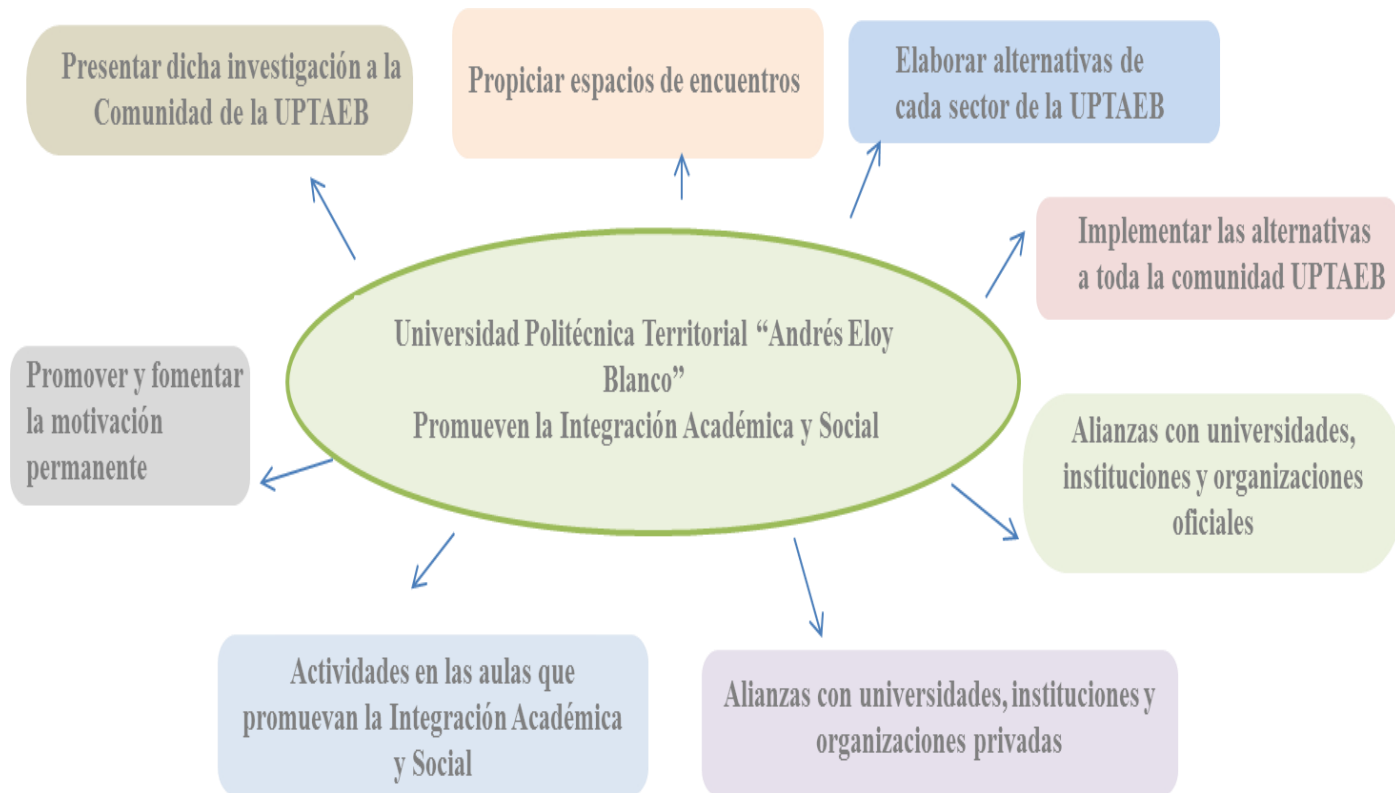 Presentar dicha investigación a la
Comunidad de la UPTAEB
Propiciar espacios de encuentros
Elaborar alternativas de
cada sector de la UPTAEB
Implementar las alternativas
a toda la comunidad UPTAEB
Universidad Politécnica Territorial “Andrés Eloy
Blanco”
Promueven la Integración Académica y Social
Promover y fomentar
la motivación
permanente
Alianzas con universidades,
instituciones y organizaciones
oficiales
Actividades en las aulas que
promuevan la Integración Académica
y Social
Alianzas con universidades, instituciones y
organizaciones privadas